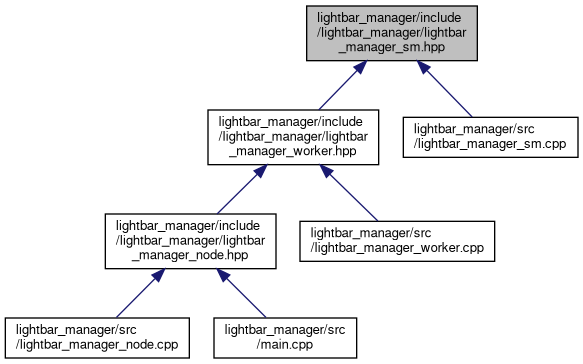 lightbar_manager/include
/lightbar_manager/lightbar
_manager_sm.hpp
lightbar_manager/include
/lightbar_manager/lightbar
_manager_worker.hpp
lightbar_manager/src
/lightbar_manager_sm.cpp
lightbar_manager/include
/lightbar_manager/lightbar
_manager_node.hpp
lightbar_manager/src
/lightbar_manager_worker.cpp
lightbar_manager/src
/lightbar_manager_node.cpp
lightbar_manager/src
/main.cpp